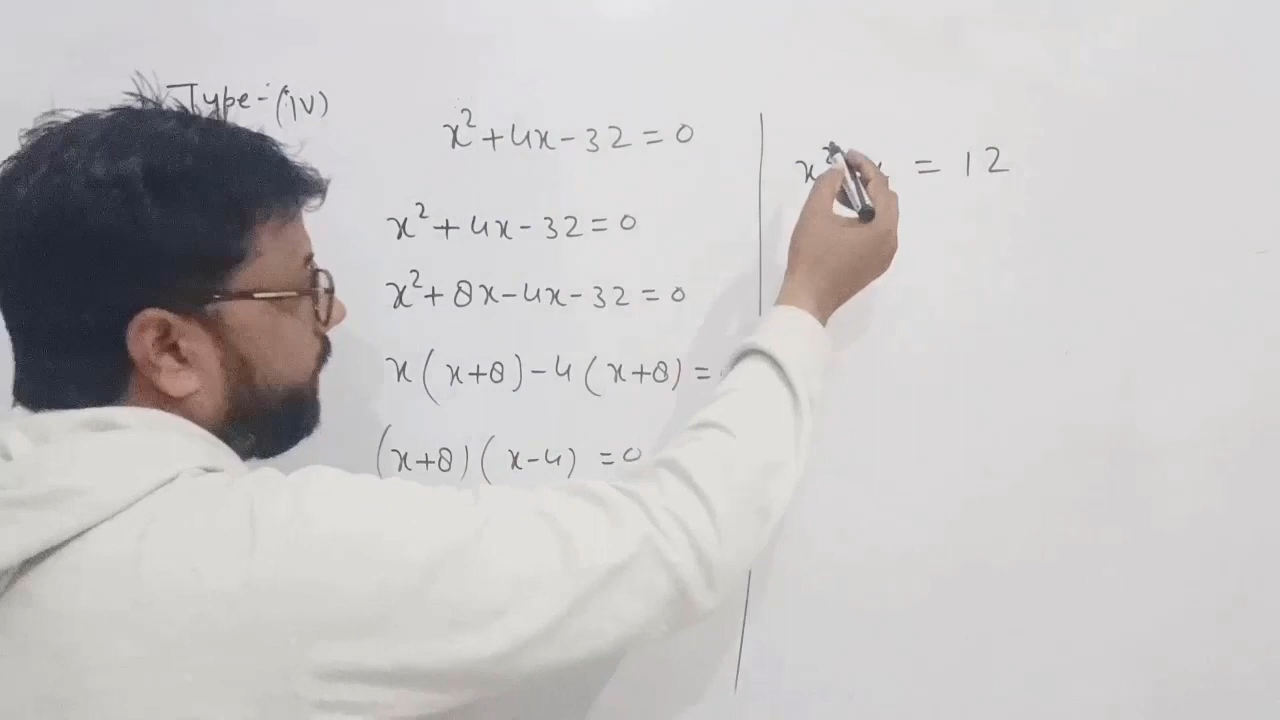 Type-(iv)
x²+4x-32=0
x²+4x-32=0
x²+8x-4x-32=0
x(x+8)-4(x+8)=
(x+8)(x-4)=0
x² = 12